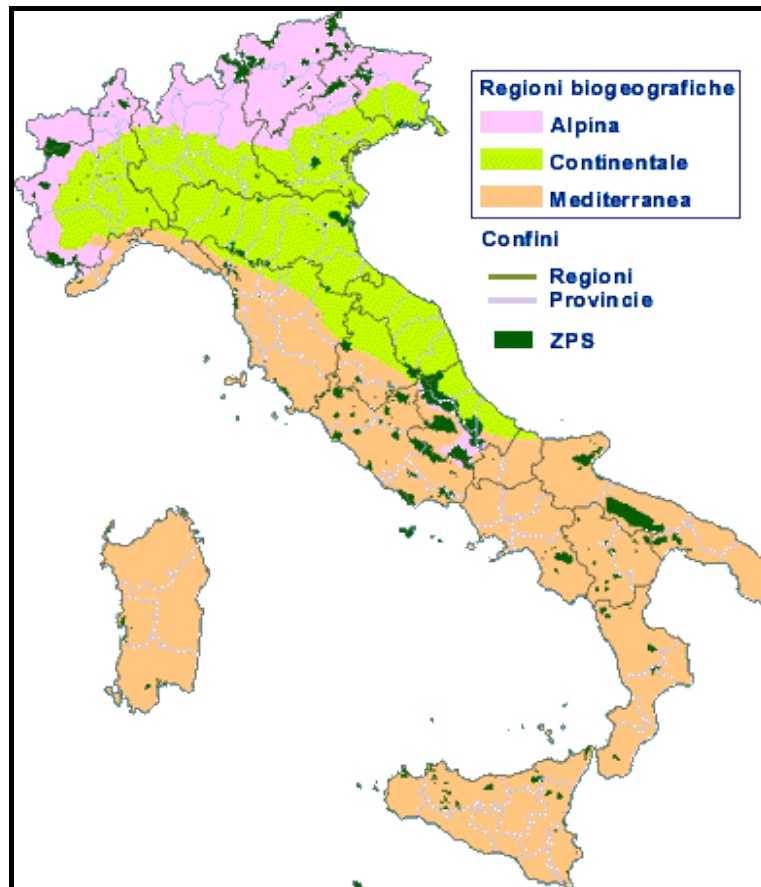 Regioni biogeografiche
Alpina
Continentale
Mediterranea
Confini
Regioni
Provincie
ZPS